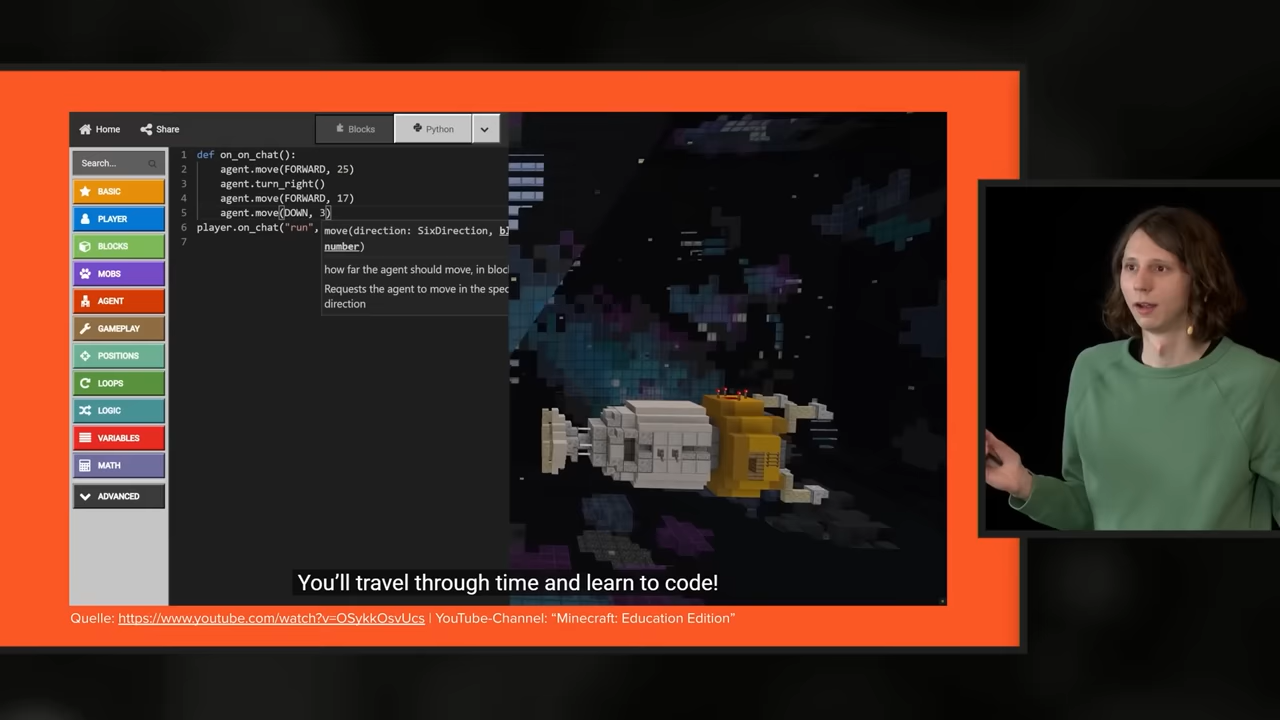 Home
Share
Blocks
Python
Search...
BASIC
PLAYER
BLOCKS
MOBS
AGENT
GAMEPLAY
POSITIONS
LOOPS
LOGIC
VARIABLES
MATH
ADVANCED
1 def on_on_chat():
2 agent.move(FORWARD, 25)
3 agent.turn_right()
4 agent.move(FORWARD, 17)
5 agent.move(DOWN, 3)
6 player.on_chat("run",
7
move(direction: SixDirection, bl
number)
how far the agent should move, in bloc
Requests the agent to move in the spec
direction
You’ll travel through time and learn to code!
Quelle: https://www.youtube.com/watch?v=OSykkOsvUcs | YouTube-Channel: “Minecraft: Education Edition”